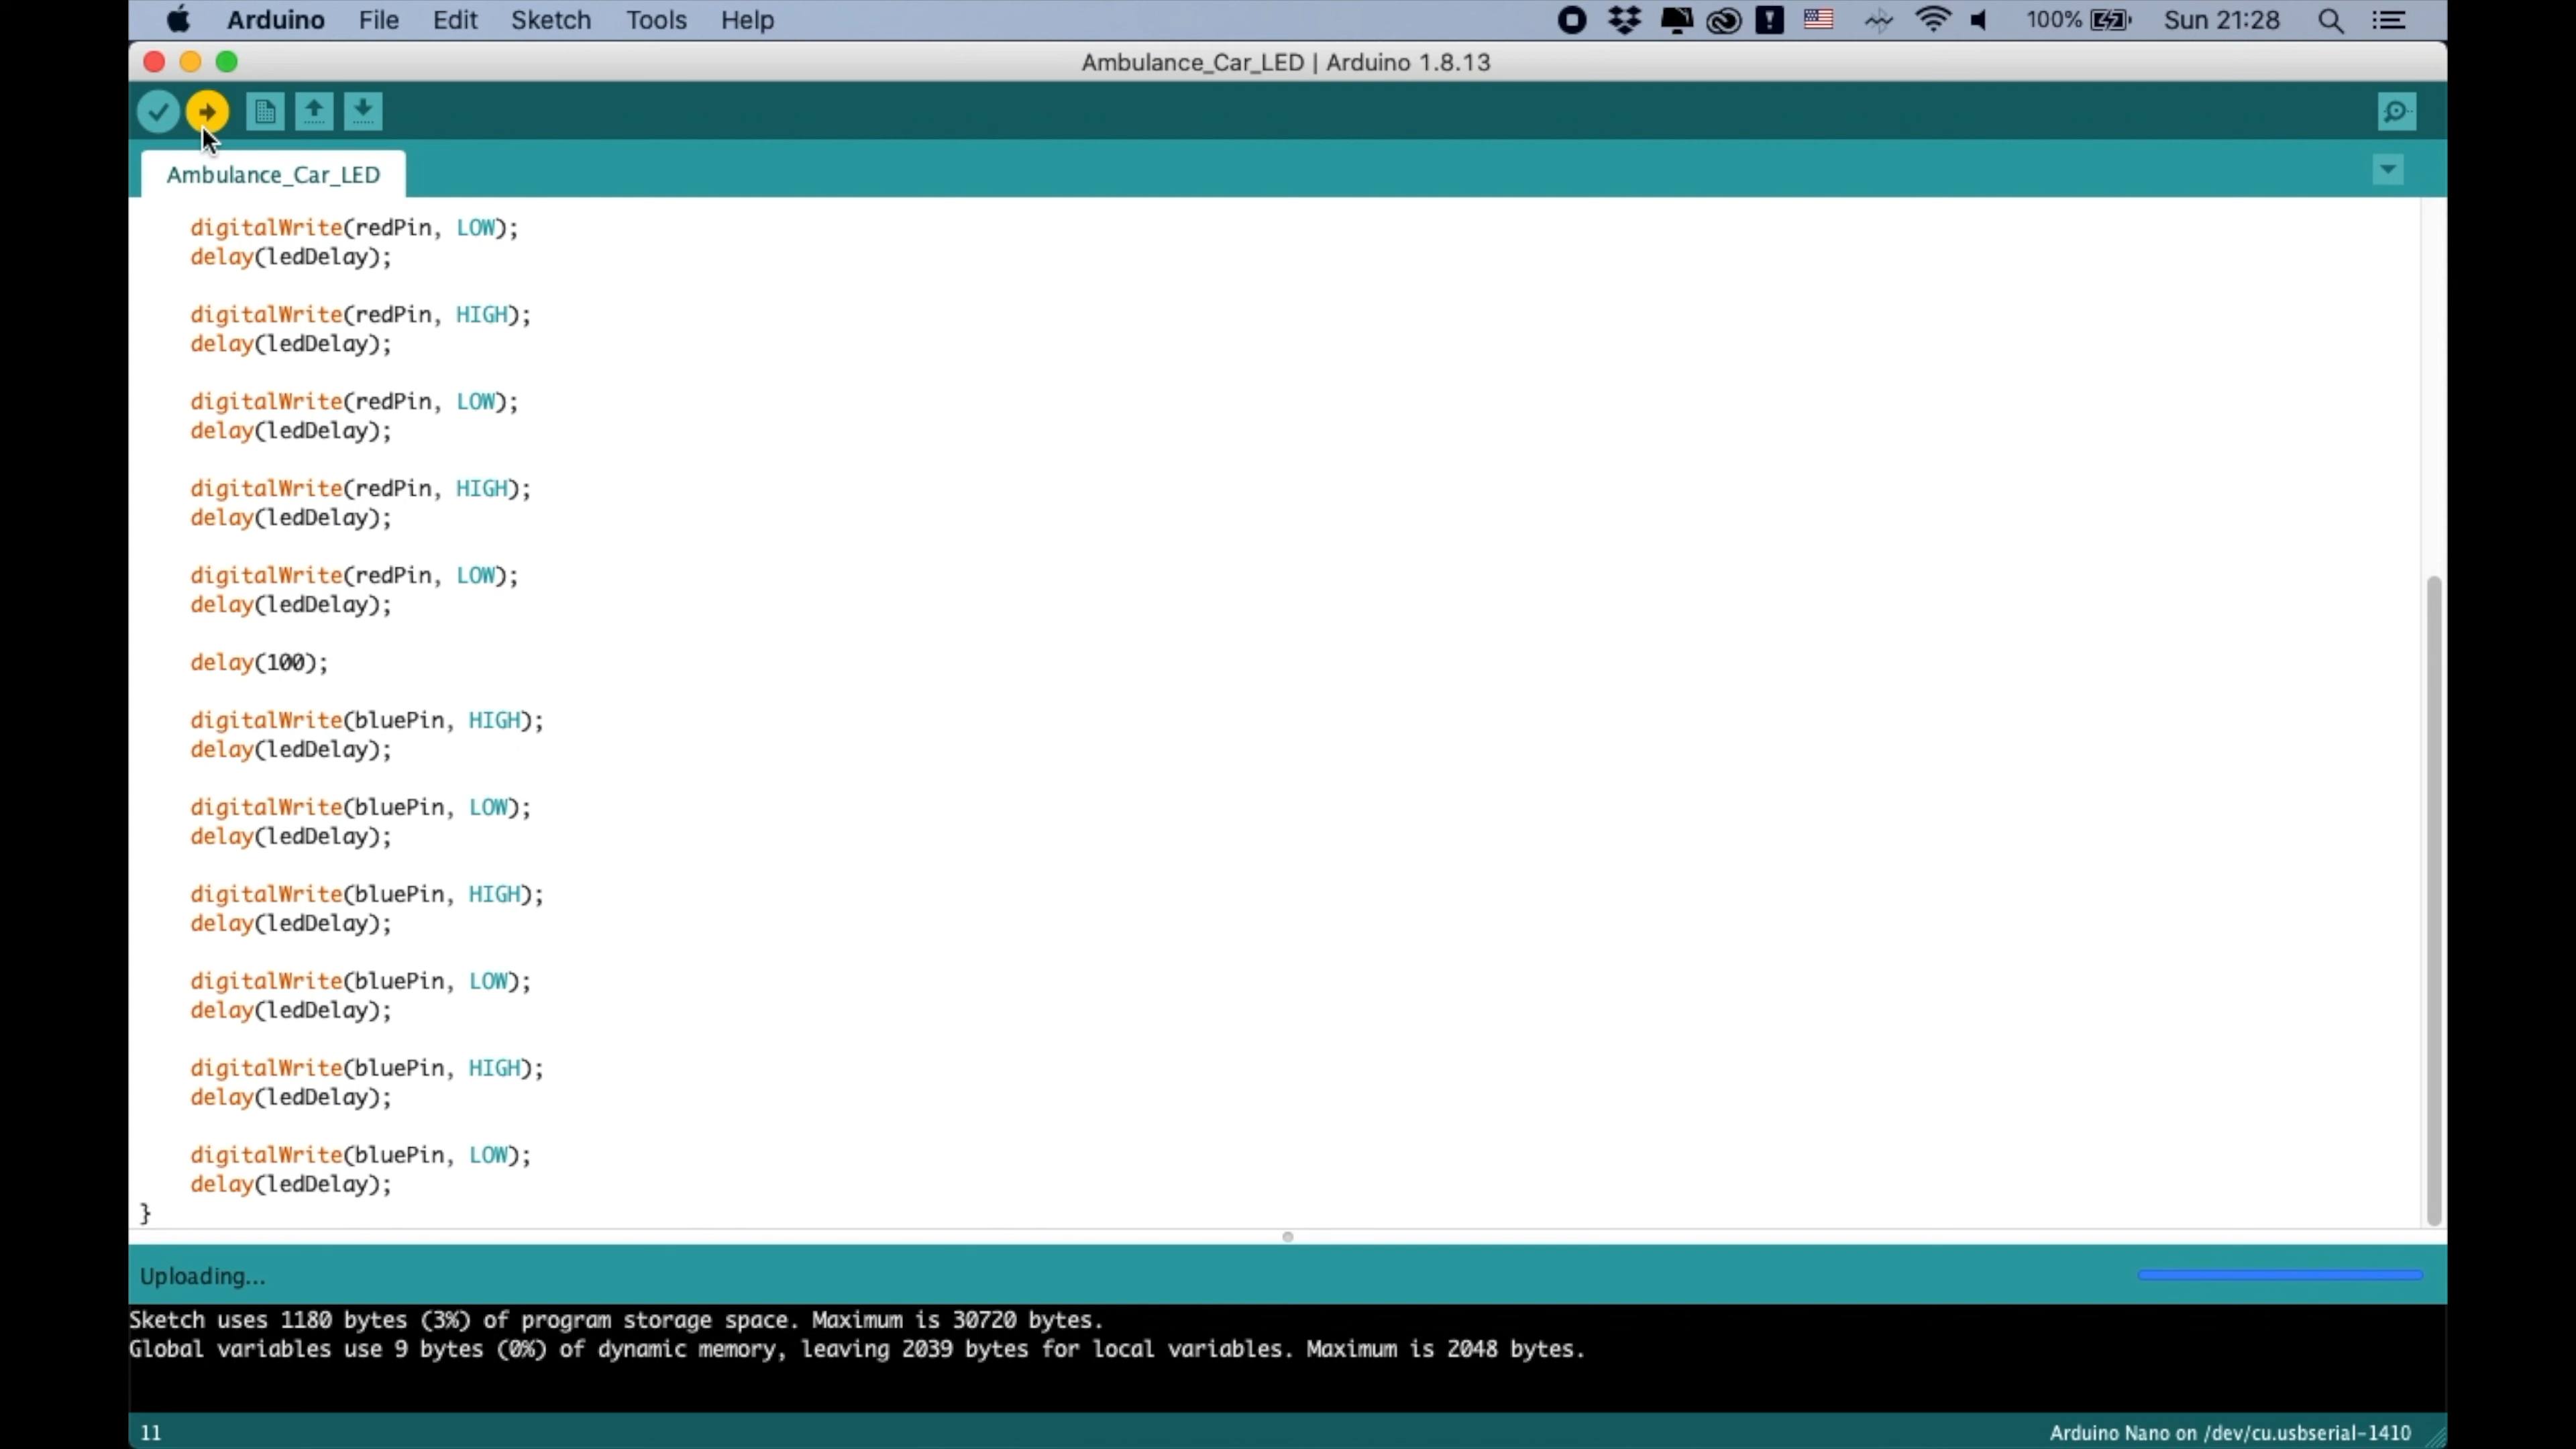 Arduino File Edit Sketch Tools Help 100% Sun 21:28
Ambulance_Car_LED | Arduino 1.8.13
Ambulance_Car_LED
digitalWrite(redPin, LOW);
delay(ledDelay);
digitalWrite(redPin, HIGH);
delay(ledDelay);
digitalWrite(redPin, LOW);
delay(ledDelay);
digitalWrite(redPin, HIGH);
delay(ledDelay);
digitalWrite(redPin, LOW);
delay(ledDelay);
delay(100);
digitalWrite(bluePin, HIGH);
delay(ledDelay);
digitalWrite(bluePin, LOW);
delay(ledDelay);
digitalWrite(bluePin, HIGH);
delay(ledDelay);
digitalWrite(bluePin, LOW);
delay(ledDelay);
digitalWrite(bluePin, HIGH);
delay(ledDelay);
digitalWrite(bluePin, LOW);
delay(ledDelay);
}
Uploading...
Sketch uses 1180 bytes (3%) of program storage space. Maximum is 30720 bytes.
Global variables use 9 bytes (0%) of dynamic memory, leaving 2039 bytes for local variables. Maximum is 2048 bytes.
11 Arduino Nano on /dev/cu.usbserial-1410